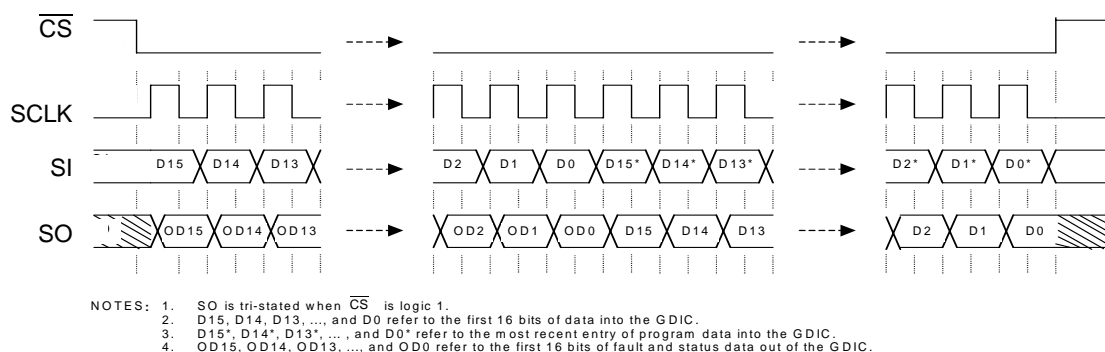 CS
SCLK
SI D15 D14 D13 D2 D1 D0 D15* D14* D13* D2* D1* D0*
SO OD15 OD14 OD13 OD2 OD1 OD0 D15 D14 D13 D2 D1 D0
NOTES: 1. SO is tri-stated when CS is logic 1.
2. D15, D14, D13, ..., and D0 refer to the first 16 bits of data into the GDIC.
3. D15*, D14*, D13*, ... , and D0* refer to the most recent entry of program data into the GDIC.
4. OD15, OD14, OD13, ..., and OD0 refer to the first 16 bits of fault and status data out of the GDIC.